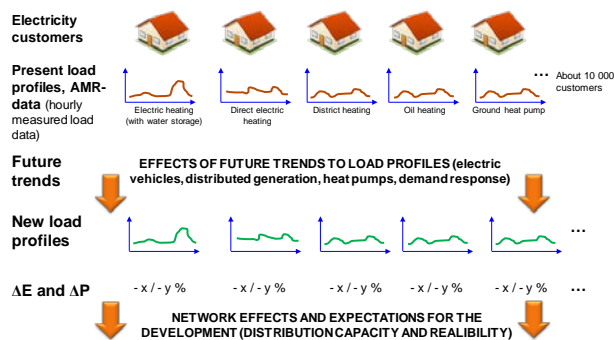 Electricity customers
Present load profiles, AMR-data (hourly measured load data)
Electric heating (with water storage)
Direct electric heating
District heating
Oil heating
Ground heat pump
... About 10 000 customers
Future trends
EFFECTS OF FUTURE TRENDS TO LOAD PROFILES (electric
vehicles, distributed generation, heat pumps, demand response)
New load profiles
...
ΔE and ΔP
- x / - y %
- x / - y %
- x / - y %
- x / - y %
- x / - y %
...
NETWORK EFFECTS AND EXPECTATIONS FOR THE
DEVELOPMENT (DISTRIBUTION CAPACITY AND REALIBILITY)